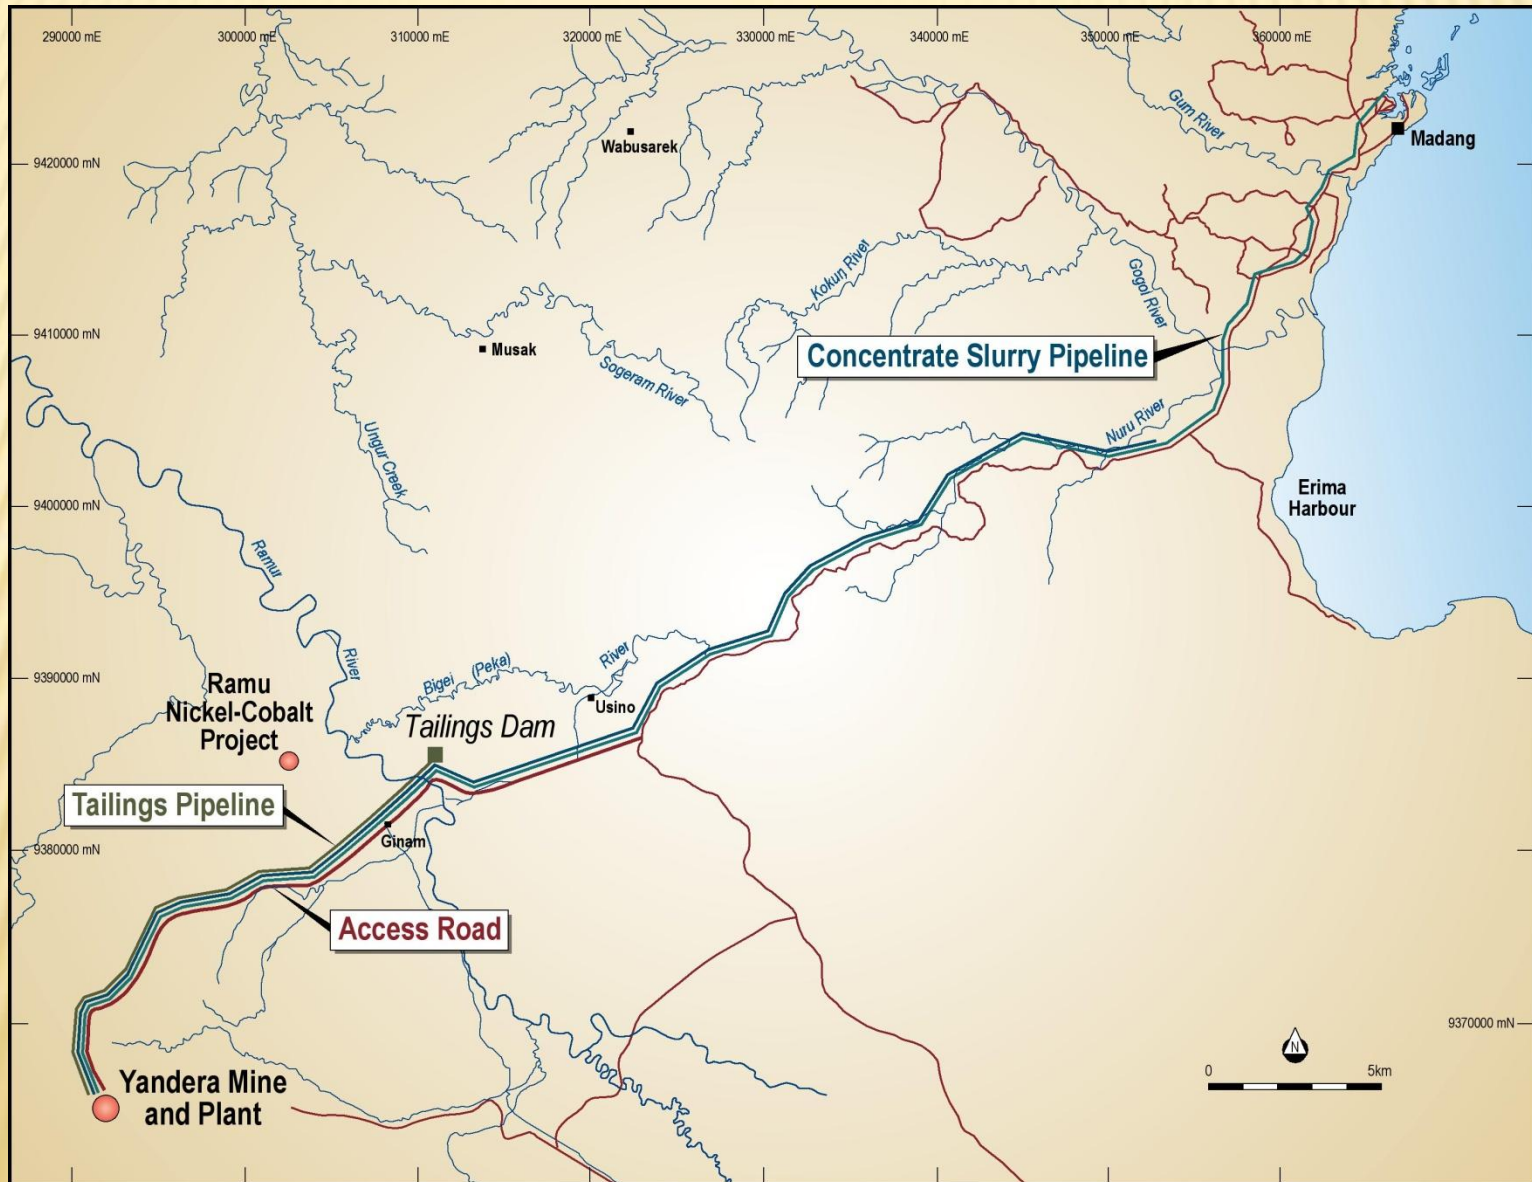 290000 mE
300000 mE
310000 mE
320000 mE
330000 mE
340000 mE
350000 mE
360000 mE
Gum River
Madang
Wabusarek
9420000 mN
Kokun River
Gogol River
9410000 mN
Musak
Sogeram River
Concentrate Slurry Pipeline
Ungur Creek
Nuru River
9400000 mN
Erima
Harbour
Ramur
River
Bigei (Peka)
River
9390000 mN
Usino
Ramu
Nickel-Cobalt
Project
Tailings Dam
Tailings Pipeline
Ginam
9380000 mN
Access Road
9370000 mN
N
0
5km
Yandera Mine
and Plant